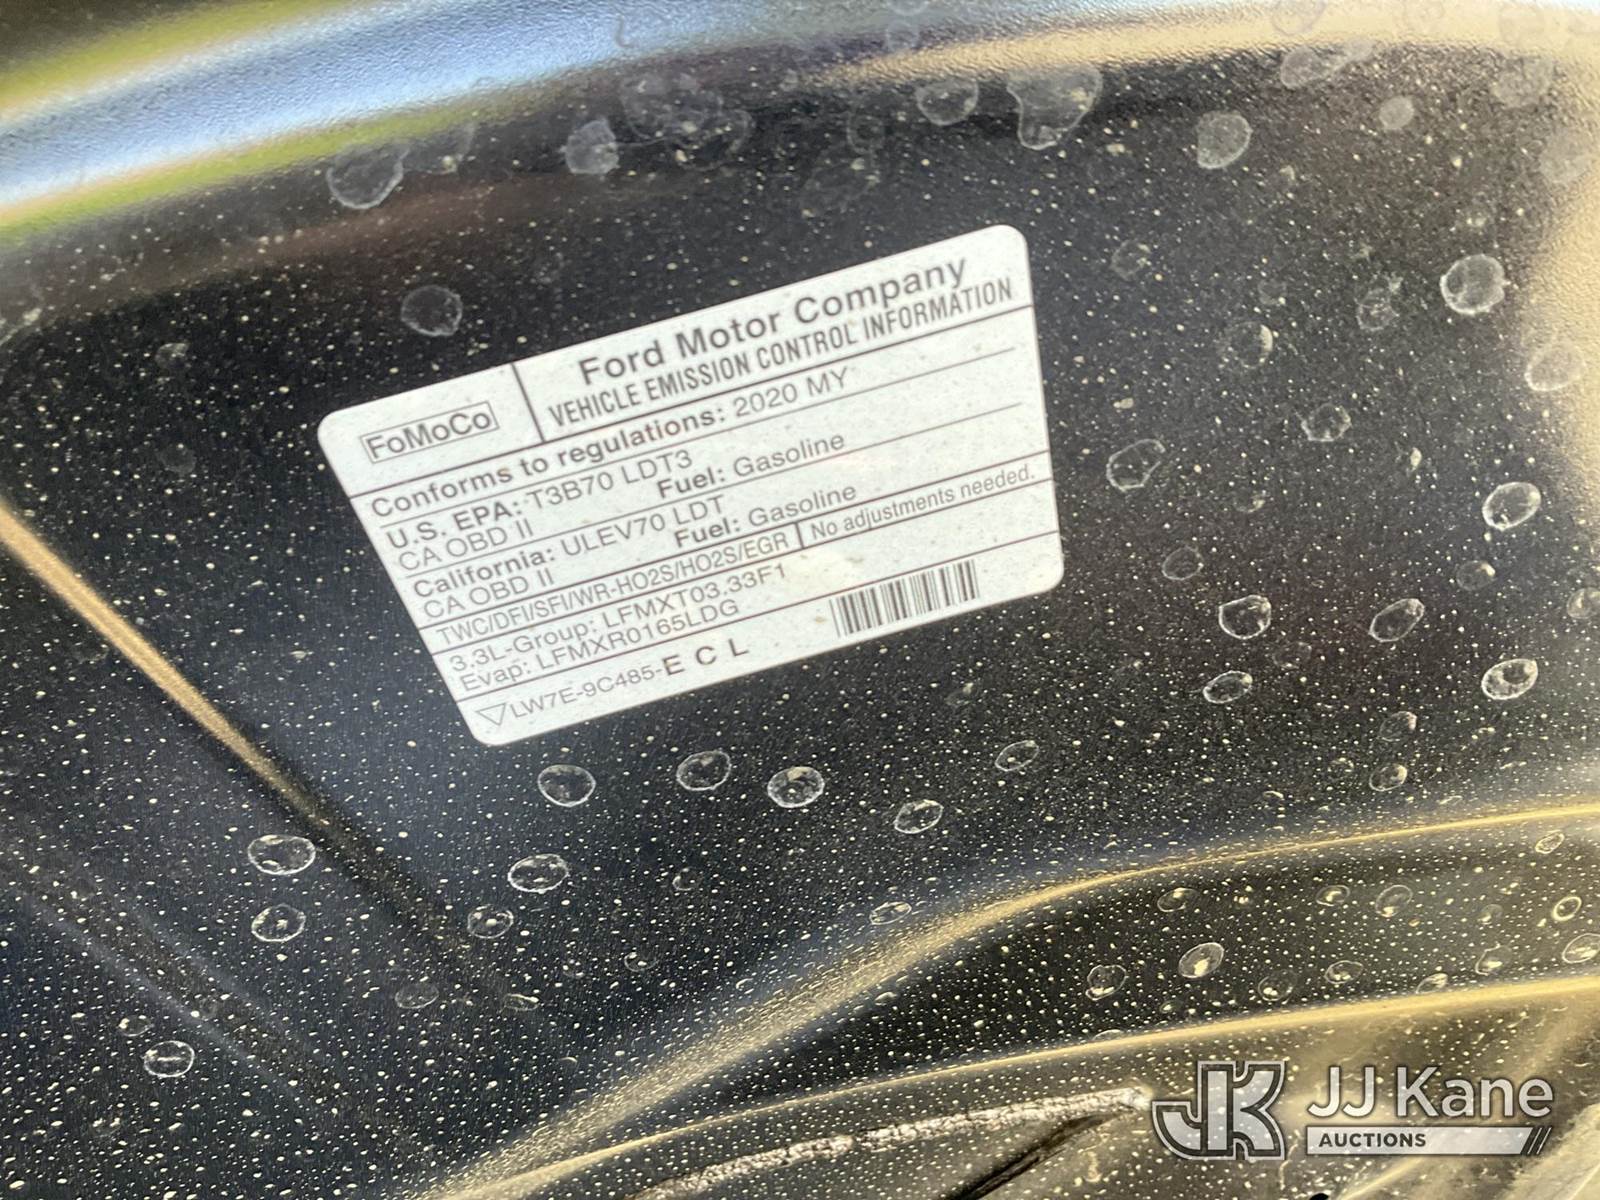 FoMoCo
Ford Motor Company
VEHICLE EMISSION CONTROL INFORMATION
Conforms to regulations: 2020 MY
U.S. EPA: T3B70 LDT3
CA OBD II Fuel: Gasoline
California: ULEV70 LDT
CA OBD II Fuel: Gasoline
TWC/DFI/SFI/WR-HO2S/HO2S/EGR No adjustments needed.
3.3L-Group: LFMXT03.33F1
Evap: LFMXR0165LDG
LW7E-9C485-E C L
JK JJ Kane
AUCTIONS